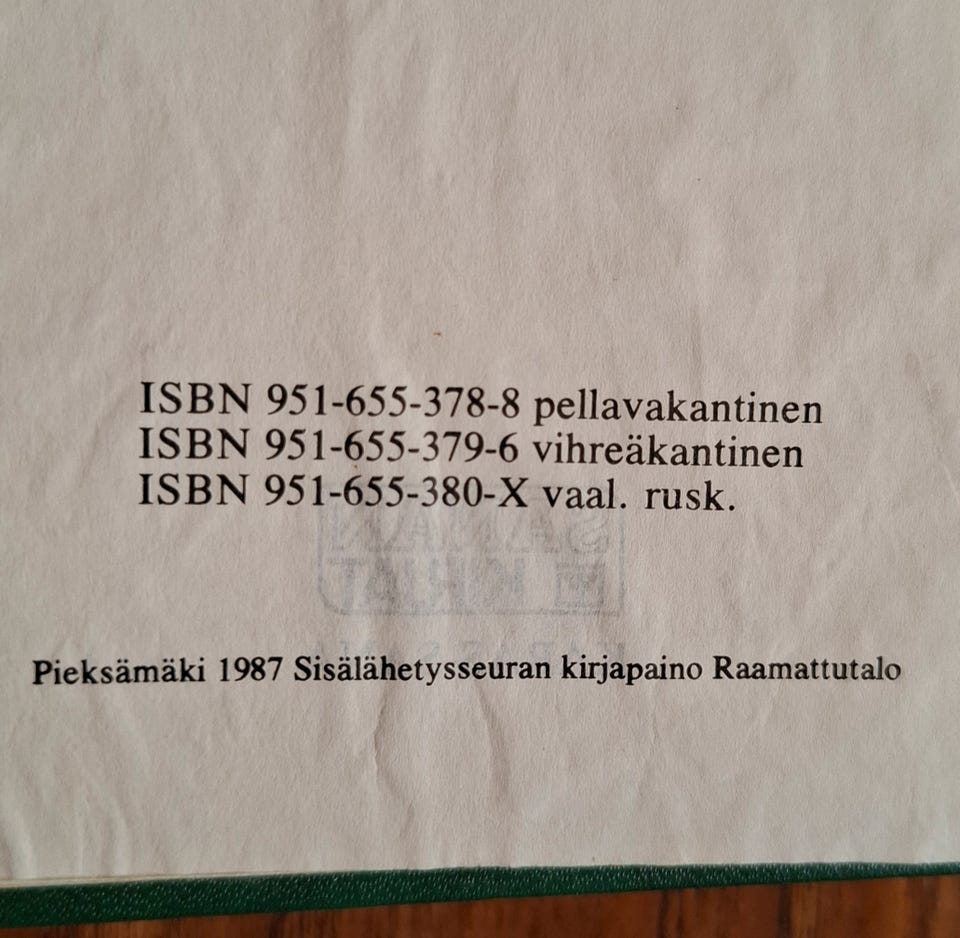 ISBN 951-655-378-8 pellavakantinen
ISBN 951-655-379-6 vihreäkantinen
ISBN 951-655-380-X vaal. rusk.
Pieksämäki 1987 Sisälähetysseuran kirjapaino Raamattutalo